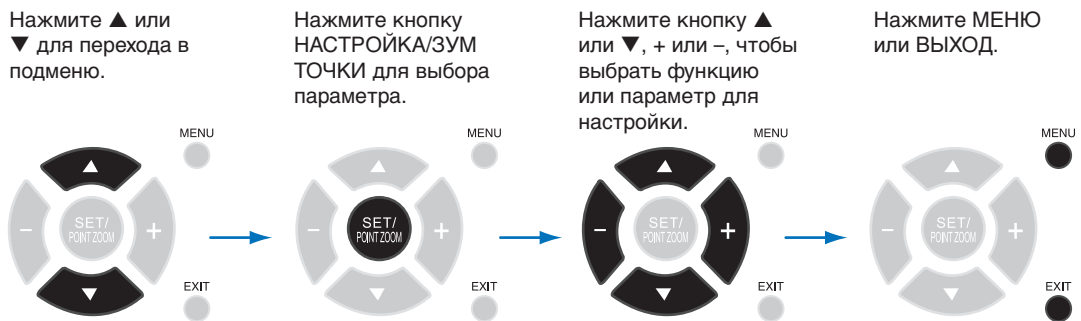 Нажмите ▲ или
▼ для перехода в
подменю.
MENU
–
SET/
POINT ZOOM
+
▲
▼
EXIT
Нажмите кнопку
НАСТРОЙКА/ЗУМ
ТОЧКИ для выбора
параметра.
MENU
–
SET/
POINT ZOOM
+
▲
▼
EXIT
Нажмите кнопку ▲
или ▼, + или –, чтобы
выбрать функцию
или параметр для
настройки.
MENU
–
SET/
POINT ZOOM
+
▲
▼
EXIT
Нажмите МЕНЮ
или ВЫХОД.
MENU
–
SET/
POINT ZOOM
+
▲
▼
EXIT